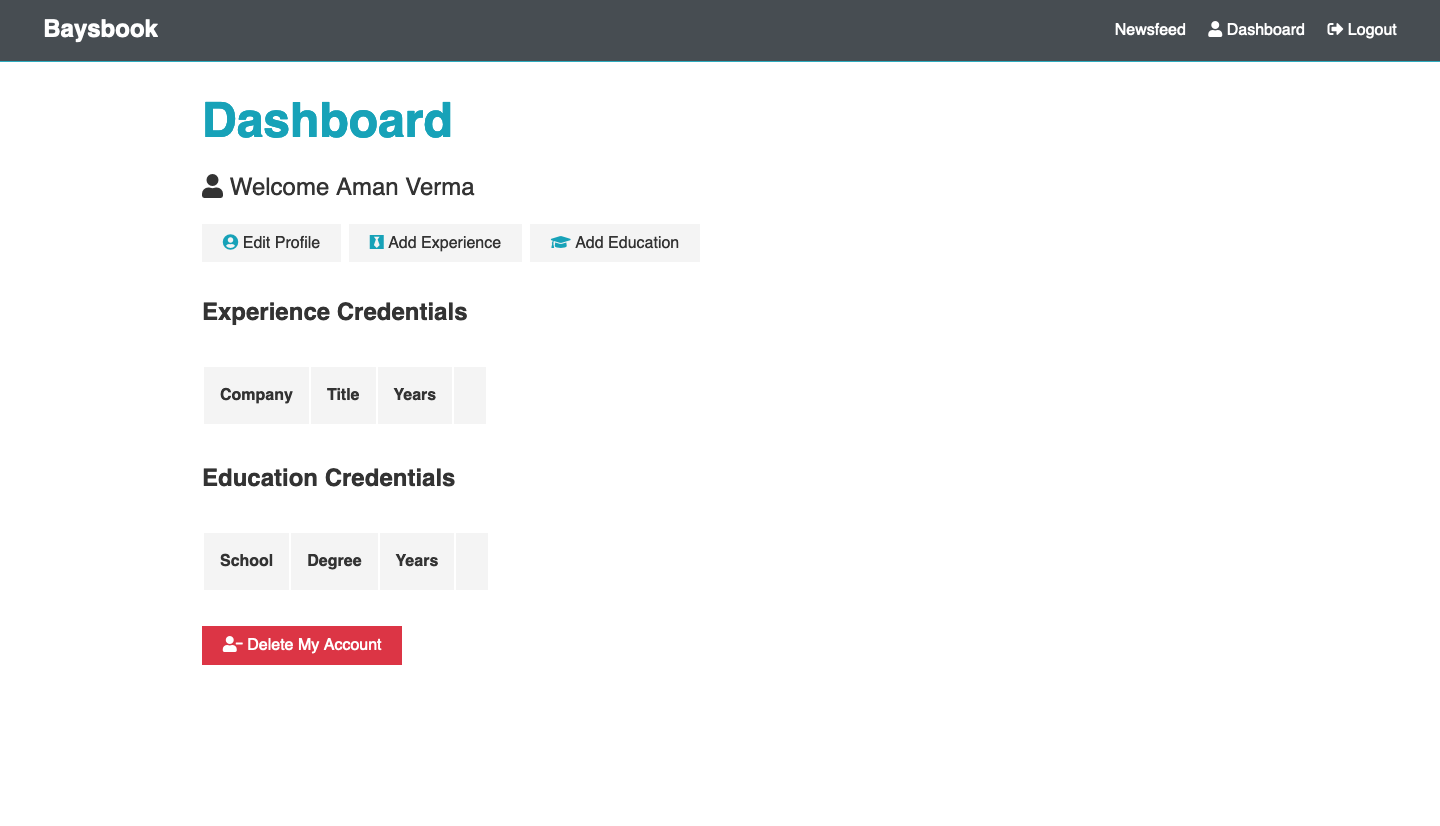 Baysbook Newsfeed Dashboard Logout
Dashboard
Welcome Aman Verma
Edit Profile Add Experience Add Education
Experience Credentials
Company Title Years
Education Credentials
School Degree Years
Delete My Account